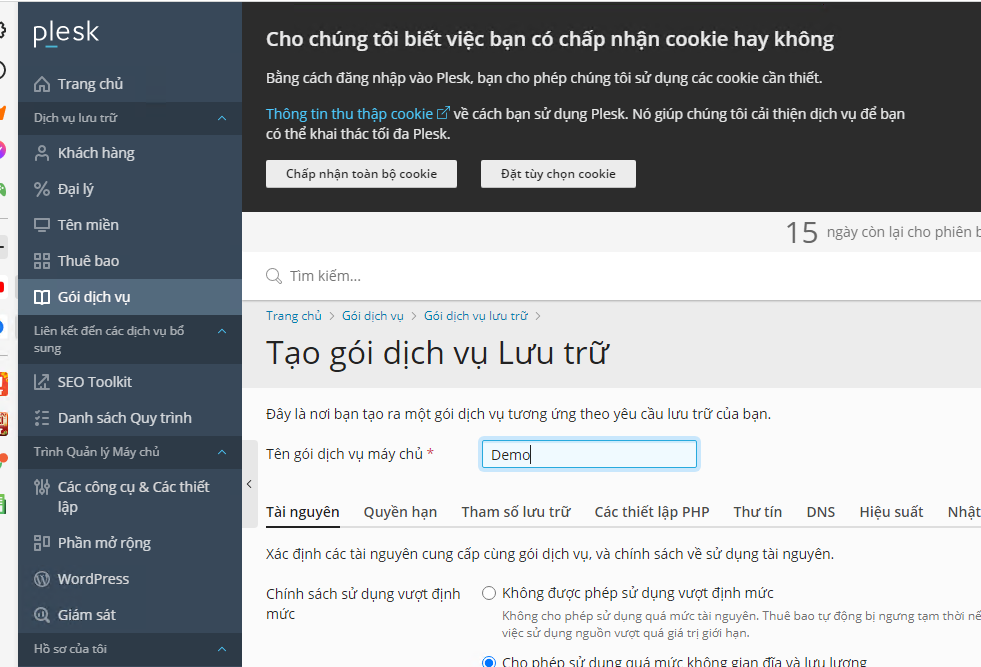 plesk
Trang chủ
Dịch vụ lưu trữ
Khách hàng
Đại lý
Tên miền
Thuê bao
Gói dịch vụ
Liên kết đến các dịch vụ bổ
sung
SEO Toolkit
Danh sách Quy trình
Trình Quản lý Máy chủ
Các công cụ & Các thiết
lập
Phần mở rộng
WordPress
Giám sát
Hồ sơ của tôi
Cho chúng tôi biết việc bạn có chấp nhận cookie hay không
Bằng cách đăng nhập vào Plesk, bạn cho phép chúng tôi sử dụng các cookie cần thiết.
Thông tin thu thập cookie về cách bạn sử dụng Plesk. Nó giúp chúng tôi cải thiện dịch vụ để bạn
có thể khai thác tối đa Plesk.
Chấp nhận toàn bộ cookie Đặt tùy chọn cookie
15 ngày còn lại cho phiên
Tìm kiếm...
Trang chủ > Gói dịch vụ > Gói dịch vụ lưu trữ >
Tạo gói dịch vụ Lưu trữ
Đây là nơi bạn tạo ra một gói dịch vụ tương ứng theo yêu cầu lưu trữ của bạn.
Tên gói dịch vụ máy chủ * Demo
Tài nguyên Quyền hạn Tham số lưu trữ Các thiết lập PHP Thư tín DNS Hiệu suất Nhật
Xác định các tài nguyên cung cấp cùng gói dịch vụ, và chính sách về sử dụng tài nguyên.
Chính sách sử dụng vượt định
mức
Không được phép sử dụng vượt định mức
Không cho phép sử dụng quá mức tài nguyên. Thuê bao tự động bị ngưng tạm thời
việc sử dụng nguồn vượt quá giá trị giới hạn.
Cho phép sử dụng quá mức không gian đĩa và lưu lượng